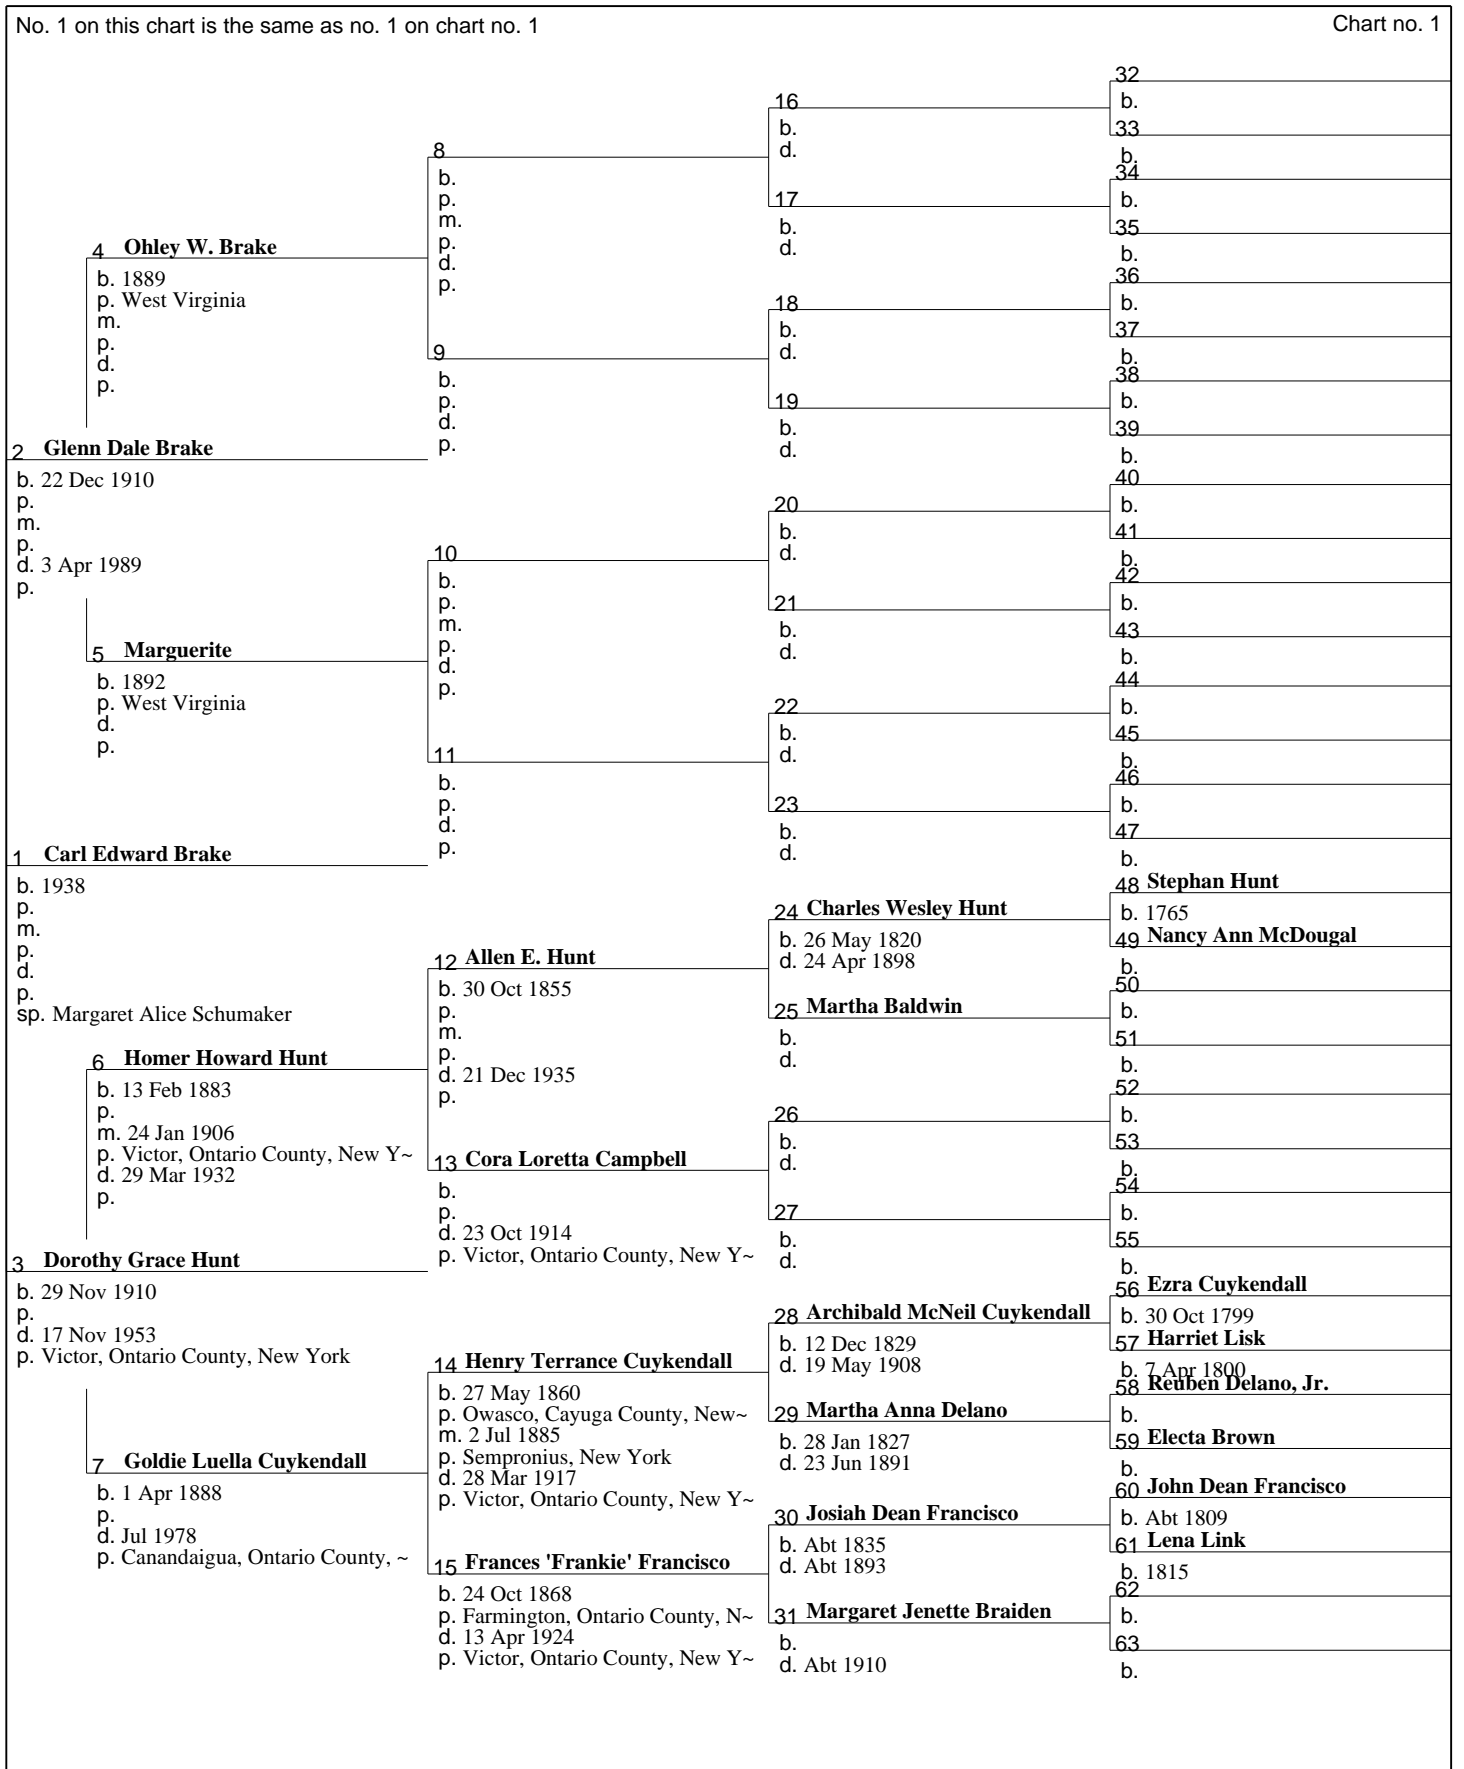 No. 1 on this chart is the same as no. 1 on chart no. 1
Chart no. 1
2 Glenn Dale Brake
b. 22 Dec 1910
p.
m.
p.
d. 3 Apr 1989
p.
1 Carl Edward Brake
b. 1938
p.
m.
p.
d.
p.
sp. Margaret Alice Schumaker
3 Dorothy Grace Hunt
b. 29 Nov 1910
p.
d. 17 Nov 1953
p. Victor, Ontario County, New York
4 Ohley W. Brake
b. 1889
p. West Virginia
m.
p.
d.
p.
5 Marguerite
b. 1892
p. West Virginia
d.
p.
6 Homer Howard Hunt
b. 13 Feb 1883
p.
m. 24 Jan 1906
p. Victor, Ontario County, New Y~
d. 29 Mar 1932
p.
7 Goldie Luella Cuykendall
b. 1 Apr 1888
p.
d. Jul 1978
p. Canandaigua, Ontario County, ~
8
b.
p.
m.
p.
d.
p.
9
b.
p.
d.
p.
10
b.
p.
m.
p.
d.
p.
11
b.
p.
d.
p.
12 Allen E. Hunt
b. 30 Oct 1855
p.
m.
p.
d. 21 Dec 1935
p.
13 Cora Loretta Campbell
b.
p.
d. 23 Oct 1914
p. Victor, Ontario County, New Y~
14 Henry Terrance Cuykendall
b. 27 May 1860
p. Owasco, Cayuga County, New~
m. 2 Jul 1885
p. Sempronius, New York
d. 28 Mar 1917
p. Victor, Ontario County, New Y~
15 Frances 'Frankie' Francisco
b. 24 Oct 1868
p. Farmington, Ontario County, N~
d. 13 Apr 1924
p. Victor, Ontario County, New Y~
16
b.
d.
17
b.
d.
18
b.
d.
19
b.
d.
20
b.
d.
21
b.
d.
22
b.
d.
23
b.
d.
24 Charles Wesley Hunt
b. 26 May 1820
d. 24 Apr 1898
25 Martha Baldwin
b.
d.
26
b.
d.
27
b.
d.
28 Archibald McNeil Cuykendall
b. 12 Dec 1829
d. 19 May 1908
29 Martha Anna Delano
b. 28 Jan 1827
d. 23 Jun 1891
30 Josiah Dean Francisco
b. Abt 1835
d. Abt 1893
31 Margaret Jenette Braiden
b.
d. Abt 1910
32
b.
33
b.
34
b.
35
b.
36
b.
37
b.
38
b.
39
b.
40
b.
41
b.
42
b.
43
b.
44
b.
45
b.
46
b.
47
b.
48 Stephan Hunt
b. 1765
49 Nancy Ann McDougal
b.
50
b.
51
b.
52
b.
53
b.
54
b.
55
b.
56 Ezra Cuykendall
b. 30 Oct 1799
57 Harriet Lisk
b. 7 Apr 1800
58 Reuben Delano, Jr.
b.
59 Electa Brown
b.
60 John Dean Francisco
b. Abt 1809
61 Lena Link
b. 1815
62
b.
63
b.